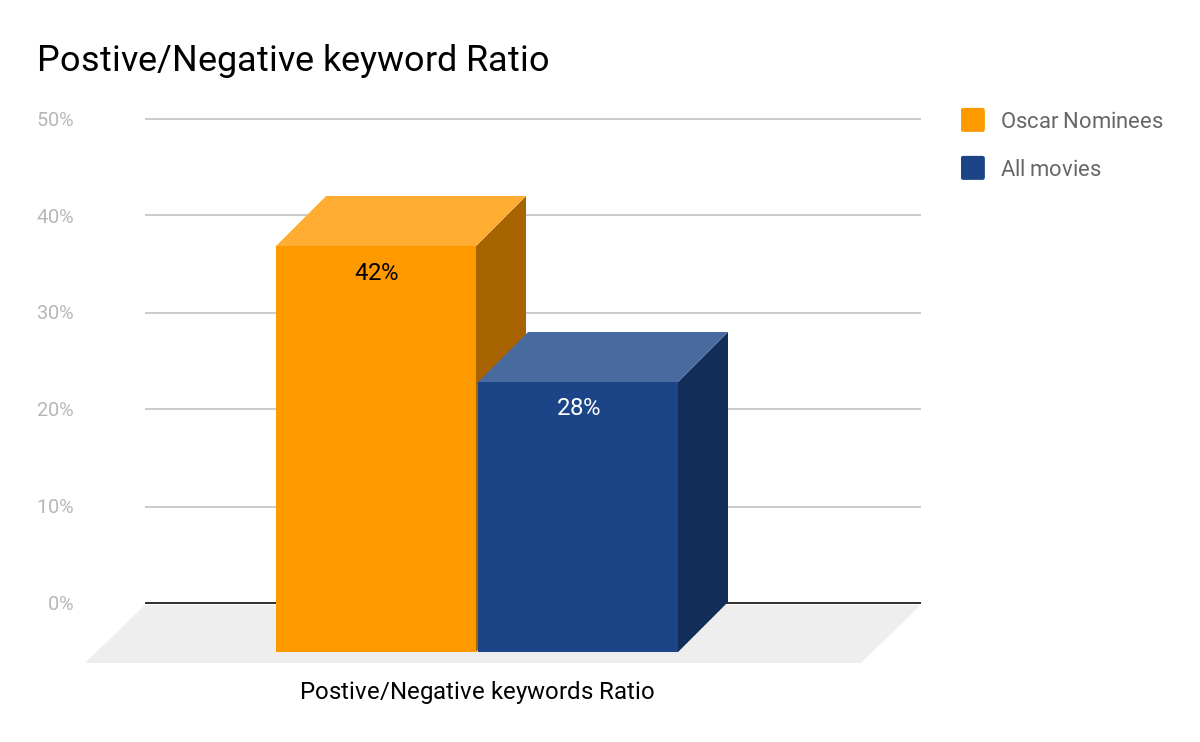 Postive/Negative keyword Ratio
50%
Oscar Nominees
All movies
40%
42%
30%
28%
20%
10%
0%
Postive/Negative keywords Ratio